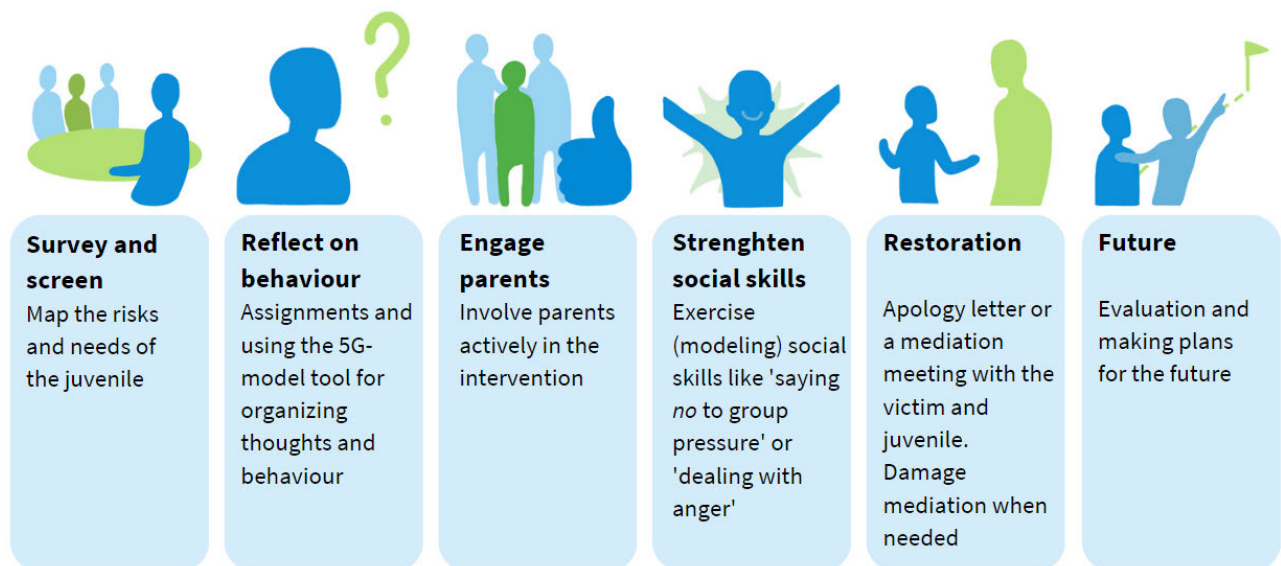 Survey and
screen
Map the risks
and needs of
the juvenile
Reflect on
behaviour
Assignments and
using the 5G-
model tool for
organizing
thoughts and
behaviour
Engage
parents
Involve parents
actively in the
intervention
Strenghten
social skills
Exercise
(modeling) social
skills like 'saying
no to group
pressure' or
'dealing with
anger'
Restoration
Apology letter or
a mediation
meeting with the
victim and
juvenile.
Damage
mediation when
needed
Future
Evaluation and
making plans
for the future
?